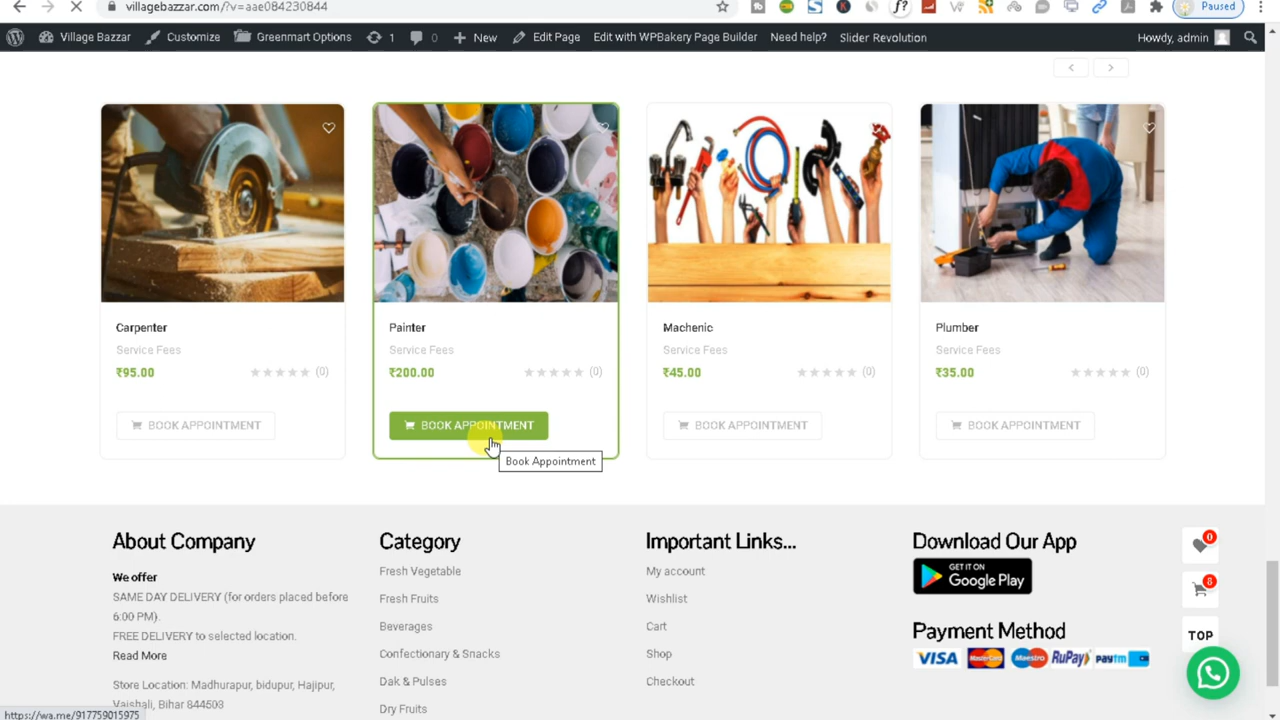 villagebazzar.com/?v=aae084230844
Paused
Village Bazzar
Customize
Greenmart Options
1
0
New
Edit Page
Edit with WPBakery Page Builder
Need help?
Slider Revolution
Howdy, admin
Carpenter
Service Fees
₹95.00
(0)
BOOK APPOINTMENT
Painter
Service Fees
₹200.00
(0)
BOOK APPOINTMENT
Book Appointment
Machenic
Service Fees
₹45.00
(0)
BOOK APPOINTMENT
Plumber
Service Fees
₹35.00
(0)
BOOK APPOINTMENT
About Company
We offer
SAME DAY DELIVERY (for orders placed before
6:00 PM).
FREE DELIVERY to selected location.
Read More
Store Location: Madhurapur, bidupur, Hajipur,
Vaishali, Bihar 844503
Category
Fresh Vegetable
Fresh Fruits
Beverages
Confectionary & Snacks
Dak & Pulses
Dry Fruits
Important Links...
My account
Wishlist
Cart
Shop
Checkout
Download Our App
GET IT ON
Google Play
Payment Method
VISA
MasterCard
Maestro
RuPay
paytm
0
8
TOP
https://wa.me/917759015975